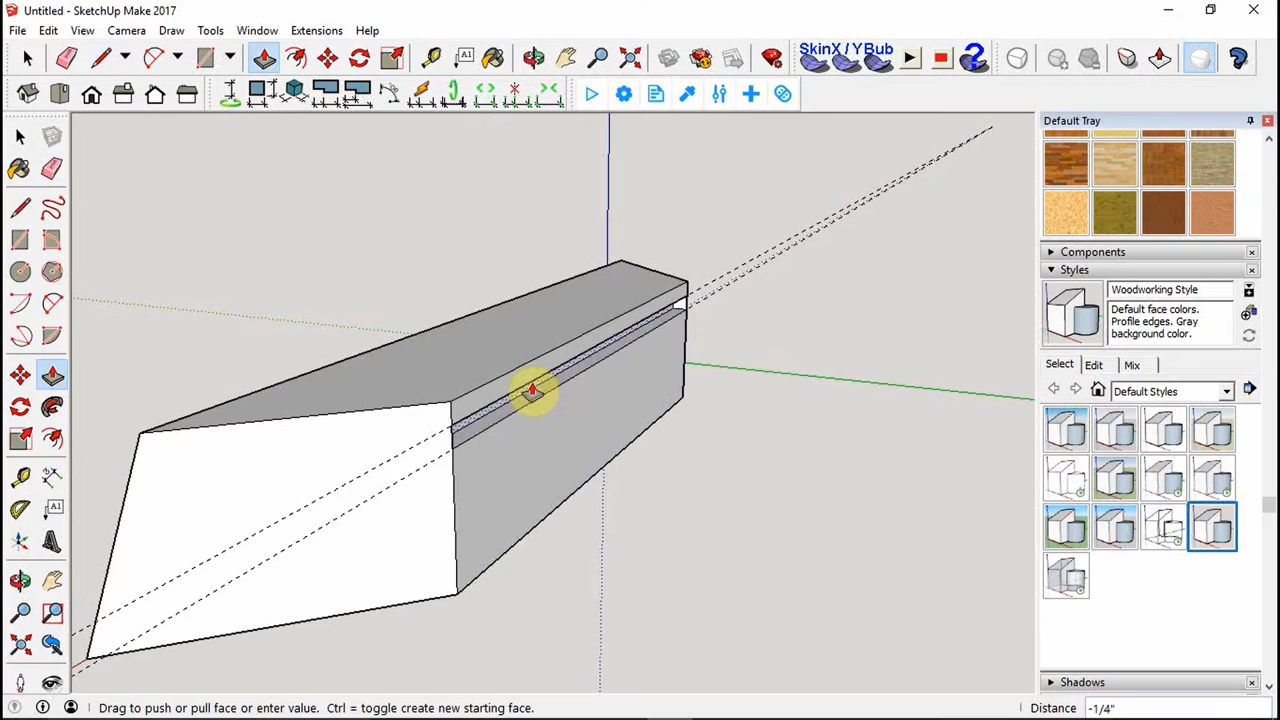 Untitled - SketchUp Make 2017
File Edit View Camera Draw Tools Window Extensions Help
SkinX / YBub
A1
A1
Default Tray
Components
Styles
Woodworking Style
Default face colors.
Profile edges. Gray
background color.
Select Edit Mix
Default Styles
Shadows
Drag to push or pull face or enter value. Ctrl = toggle create new starting face.
Distance -1/4"